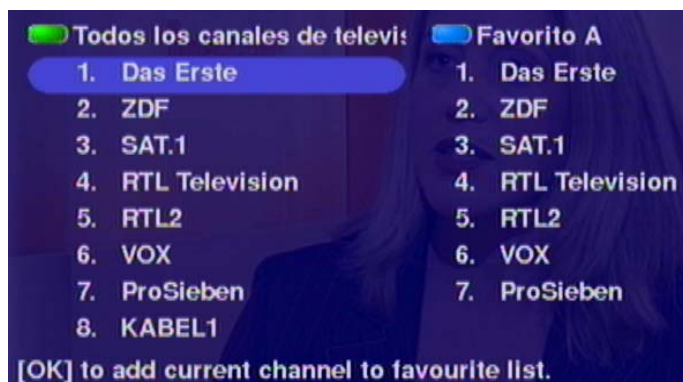 Todos los canales de televis
1. Das Erste
2. ZDF
3. SAT.1
4. RTL Television
5. RTL2
6. VOX
7. ProSieben
8. KABEL1
Favorito A
1. Das Erste
2. ZDF
3. SAT.1
4. RTL Television
5. RTL2
6. VOX
7. ProSieben
[OK] to add current channel to favourite list.